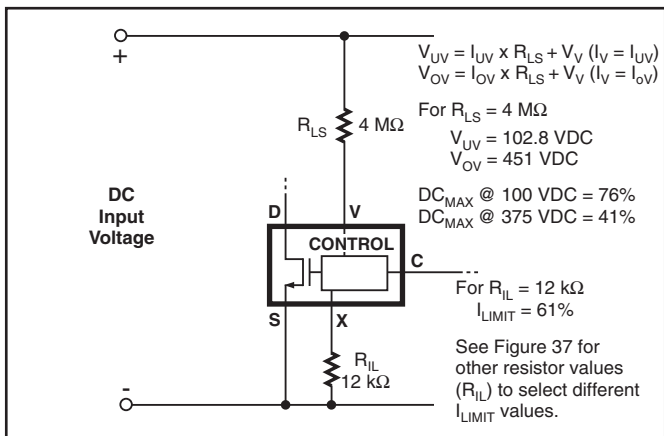 +
DC
Input
Voltage
-
R_LS 4 MΩ
D V
CONTROL
C
S X
R_IL
12 kΩ
V_UV = I_UV x R_LS + V_V (I_V = I_UV)
V_OV = I_OV x R_LS + V_V (I_V = I_oV)
For R_LS = 4 MΩ
V_UV = 102.8 VDC
V_OV = 451 VDC
DC_MAX @ 100 VDC = 76%
DC_MAX @ 375 VDC = 41%
For R_IL = 12 kΩ
I_LIMIT = 61%
See Figure 37 for
other resistor values
(R_IL) to select different
I_LIMIT values.